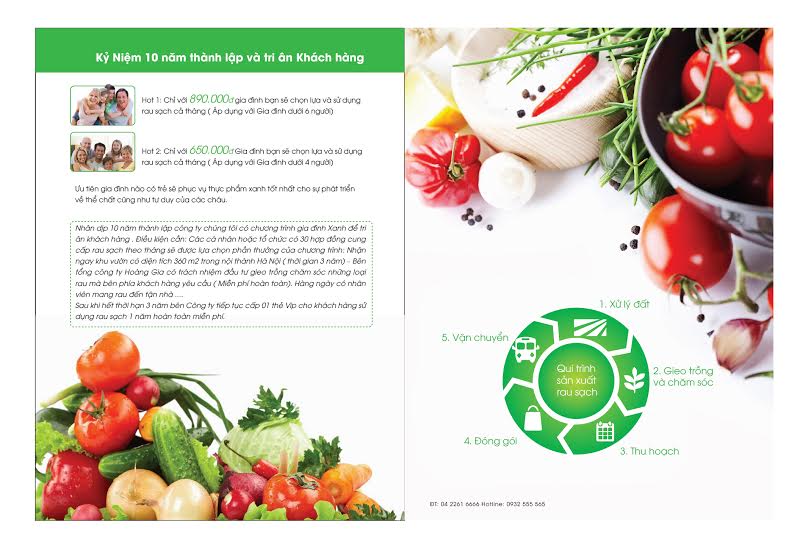 Kỷ Niệm 10 năm thành lập và tri ân Khách hàng
Hot 1: Chỉ với 890.000đ gia đình bạn sẽ chọn lựa và sử dụng
rau sạch cả tháng ( Áp dụng với Gia đình dưới 6 người)
Hot 2: Chỉ với 650.000đ Gia đình bạn sẽ chọn lựa và sử dụng
rau sạch cả tháng ( Áp dụng với Gia đình dưới 4 người)
Ưu tiên gia đình nào có trẻ sẽ phục vụ thực phẩm xanh tốt nhất cho sự phát triển
về thể chất cũng như tư duy của các cháu.
Nhân dịp 10 năm thành lập công ty chúng tôi có chương trình gia đình Xanh để tri
ân khách hàng . Điều kiện cần: Các cá nhân hoặc tổ chức có 30 hợp đồng cung
cấp rau theo tháng sẽ được lựa chọn phần thưởng của chương trình: Nhận
ngay khu vườn có diện tích 360 m2 trong nội thành Hà Nội ( thời gian 3 năm) - Bên
tổng công ty Hoàng Gia có trách nhiệm đầu tư gieo trồng chăm sóc những loại
rau mà bên phía khách hàng yêu cầu ( Miễn phí hoàn toàn). Hàng ngày có nhân
viên mang rau đến tận nhà ....
Sau khi hết thời hạn 3 năm bên Công ty tiếp tục cấp 01 thẻ Vip cho khách hàng sử
dụng rau sạch 1 năm hoàn toàn miễn phí.
1. Xử lý đất
5. Vận chuyển
Qui trình
sản xuất
rau sạch
2. Gieo trồng
và chăm sóc
4. Đóng gói
3. Thu hoạch
ĐT: 04 2261 6666 Hotline: 0932 555 565